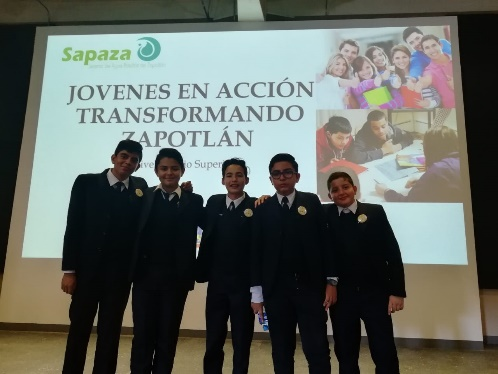 Sapaza
JOVENES EN ACCIÓN
TRANSFORMANDO
ZAPOTLÁN